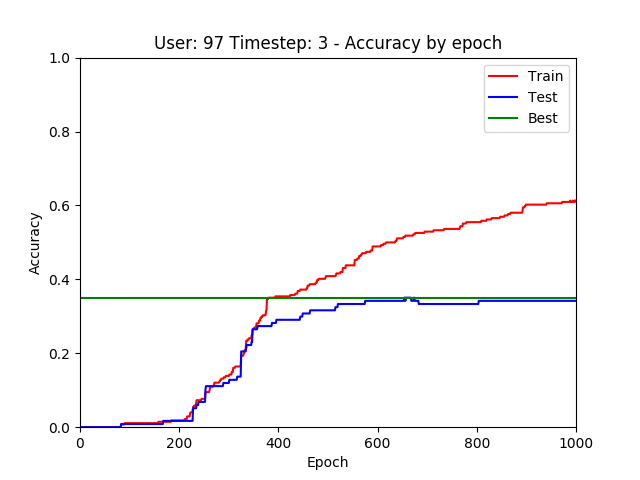 User: 97 Timestep: 3 - Accuracy by epoch
1.0
0.8
0.6
0.4
0.2
0.0
Accuracy
Train
Test
Best
0 200 400 600 800 1000
Epoch